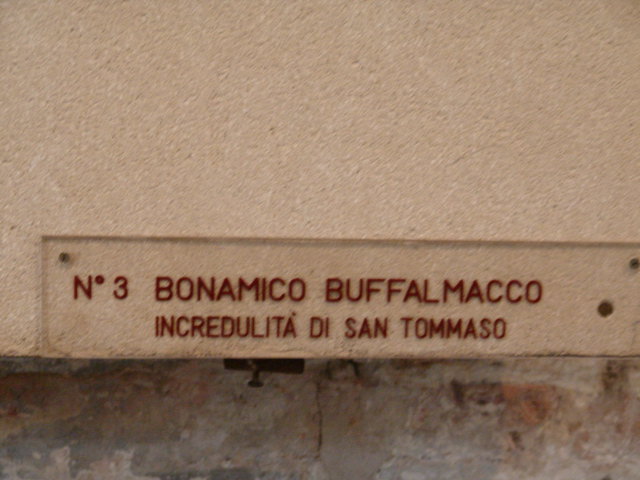 N° 3 BONAMICO BUFFALMACCO
INCREDULITÀ DI SAN TOMMASO